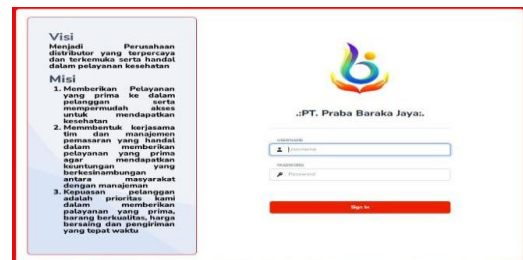 Visi
Menjadi Perusahaan
distributor yang terpercaya
dan terkemuka serta handal
dalam pelayanan kesehatan
Misi
1. Memberikan Pelayanan
yang prima ke dalam
pelanggan serta
mempermudah akses
untuk mendapatkan
kesehatan
2. Memmbentuk kerjasama
tim dan manajemen
pemasaran yang handal
dalam memberikan
pelayanan yang prima
agar mendapatkan
keuntungan yang
berkesinambungan
antara masyarakat
dengan manajeman
3. Kepuasan pelanggan
adalah prioritas kami
dalam memberikan
palayanan yang prima,
barang berkualitas, harga
bersaing dan pengiriman
yang tepat waktu
.:PT. Praba Baraka Jaya:.
USERNAME
Username
PASSWORD
Password
Sign In